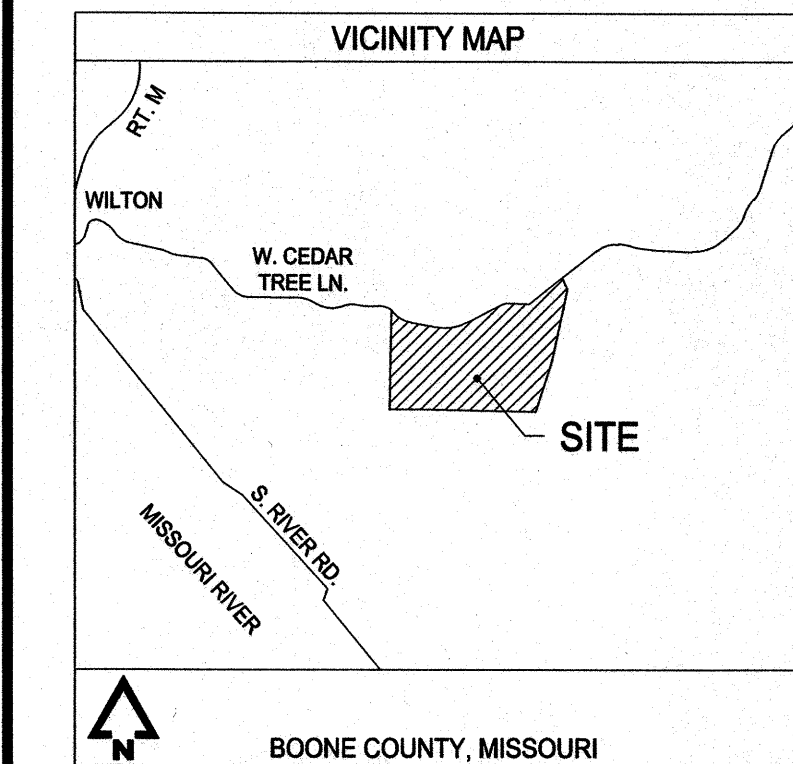 VICINITY MAP
RT. M
WILTON
W. CEDAR
TREE LN.
SITE
S. RIVER RD.
MISSOURI RIVER
N
BOONE COUNTY, MISSOURI